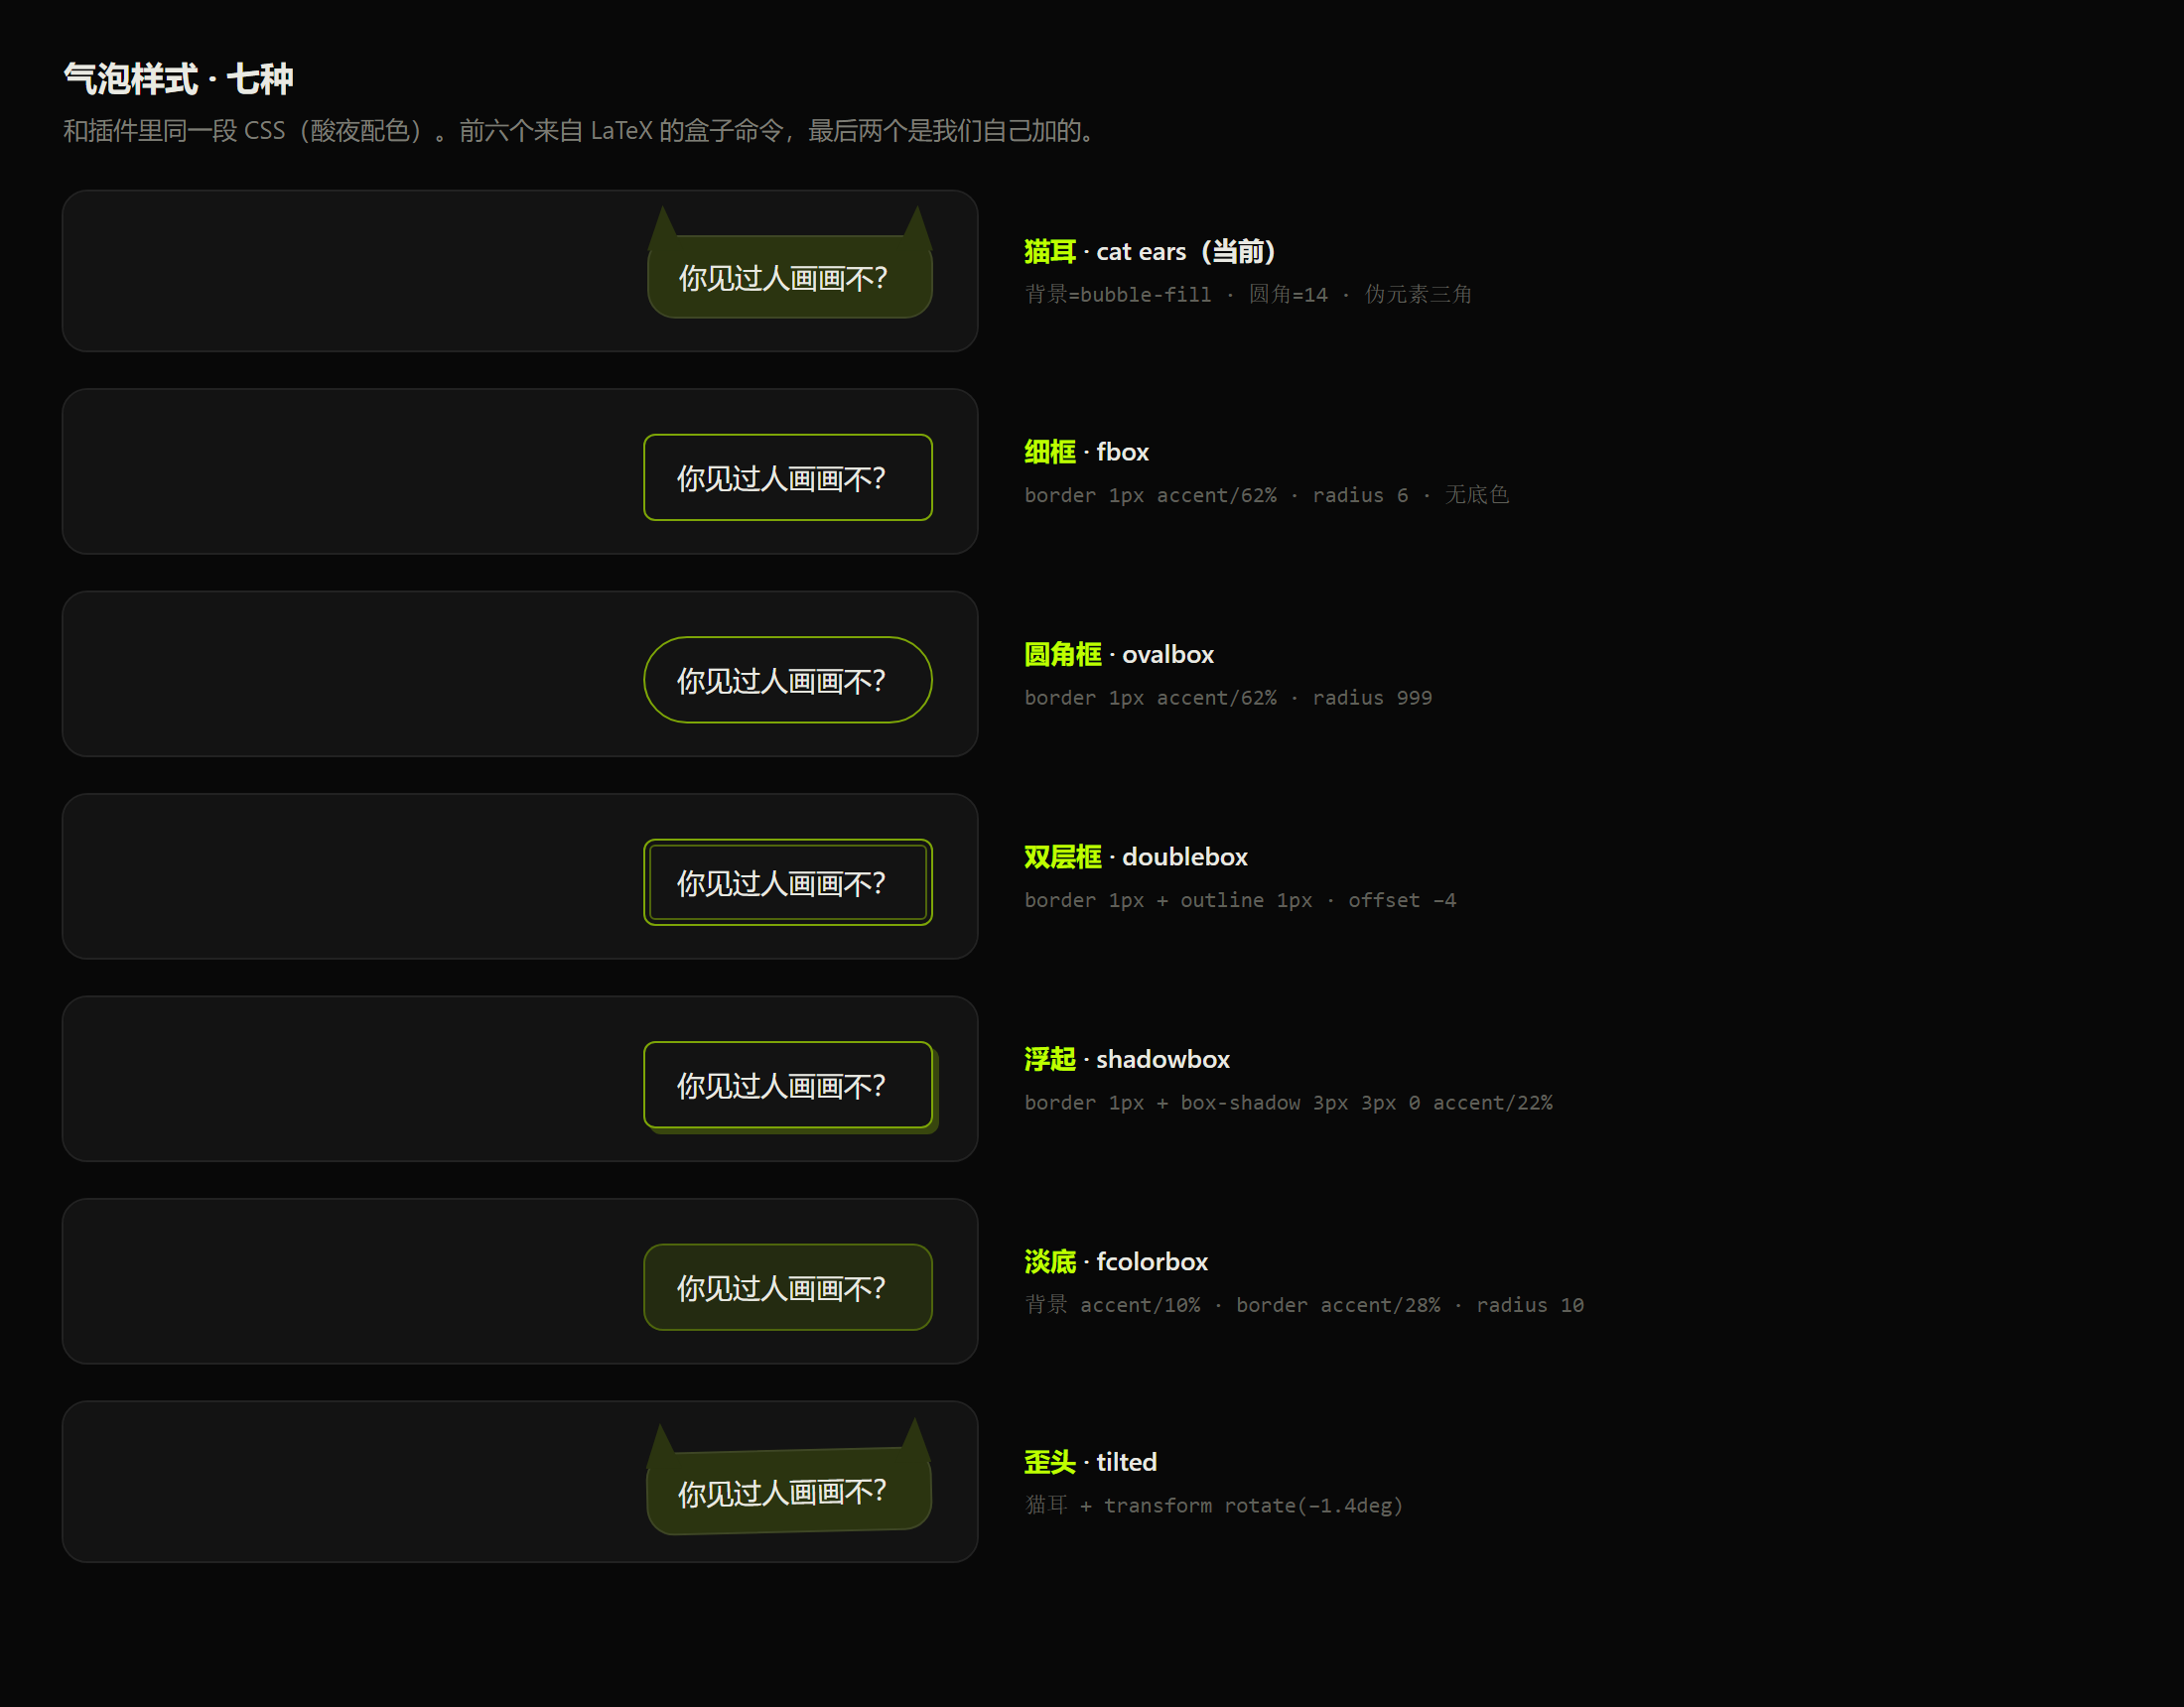 气泡样式 · 七种
和插件里同一段 CSS（酸夜配色）。前六个来自 LaTeX 的盒子命令，最后两个是我们自己加的。
你见过人画画不？
猫耳 · cat ears（当前）
背景=bubble-fill · 圆角=14 · 伪元素三角
你见过人画画不？
细框 · fbox
border 1px accent/62% · radius 6 · 无底色
你见过人画画不？
圆角框 · ovalbox
border 1px accent/62% · radius 999
你见过人画画不？
双层框 · doublebox
border 1px + outline 1px · offset −4
你见过人画画不？
浮起 · shadowbox
border 1px + box-shadow 3px 3px 0 accent/22%
你见过人画画不？
淡底 · fcolorbox
背景 accent/10% · border accent/28% · radius 10
你见过人画画不？
歪头 · tilted
猫耳 + transform rotate(−1.4deg)